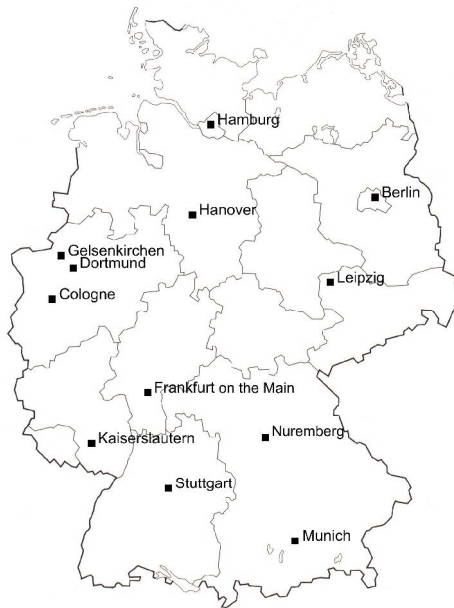 Hamburg
Berlin
Hanover
Gelsenkirchen
Dortmund
Leipzig
Cologne
Frankfurt on the Main
Nuremberg
Kaiserslautern
Stuttgart
Munich